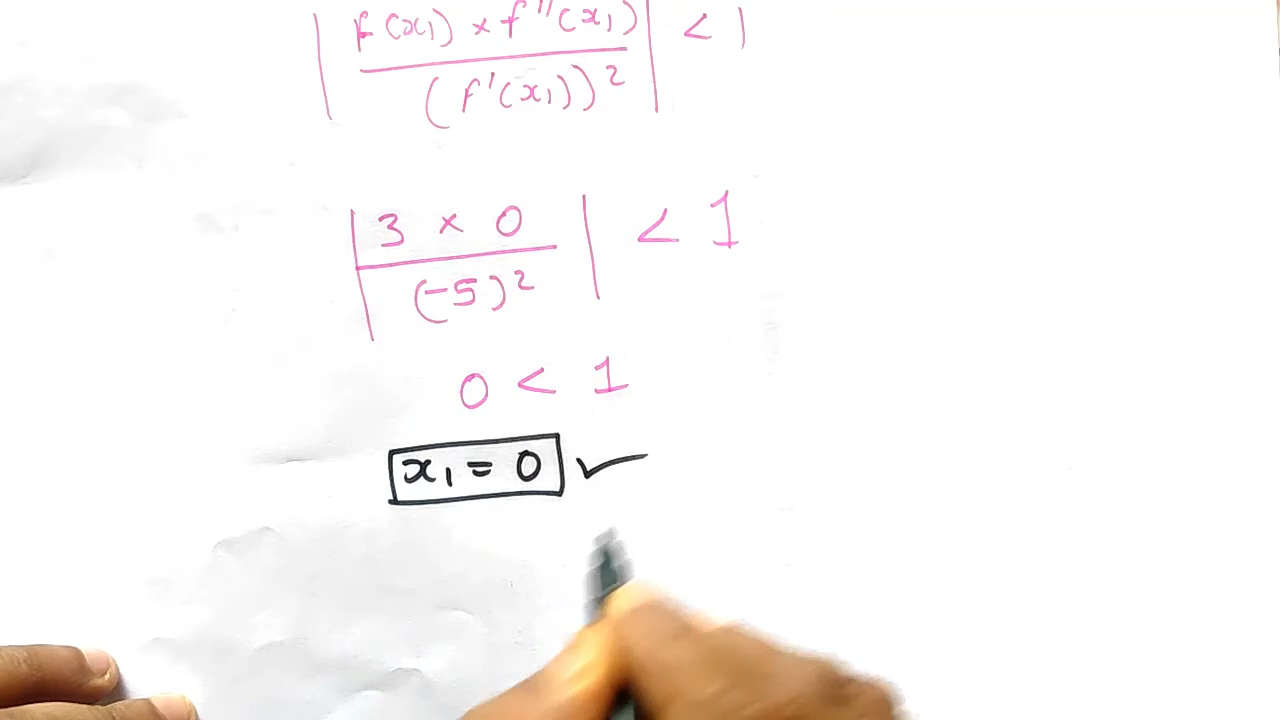 | f(x₁) × f''(x₁) / (f'(x₁))² | < 1
| 3 × 0 / (-5)² | < 1
0 < 1
x₁ = 0 ✓